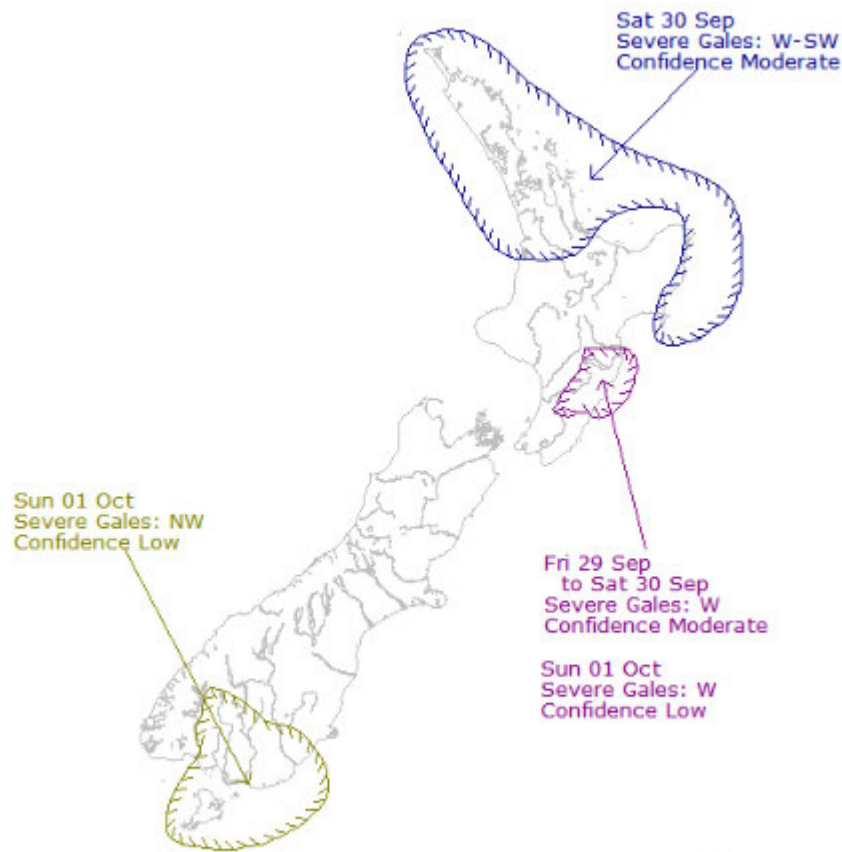 Sat 30 Sep
Severe Gales: W-SW
Confidence Moderate
Sun 01 Oct
Severe Gales: NW
Confidence Low
Fri 29 Sep
to Sat 30 Sep
Severe Gales: W
Confidence Moderate
Sun 01 Oct
Severe Gales: W
Confidence Low